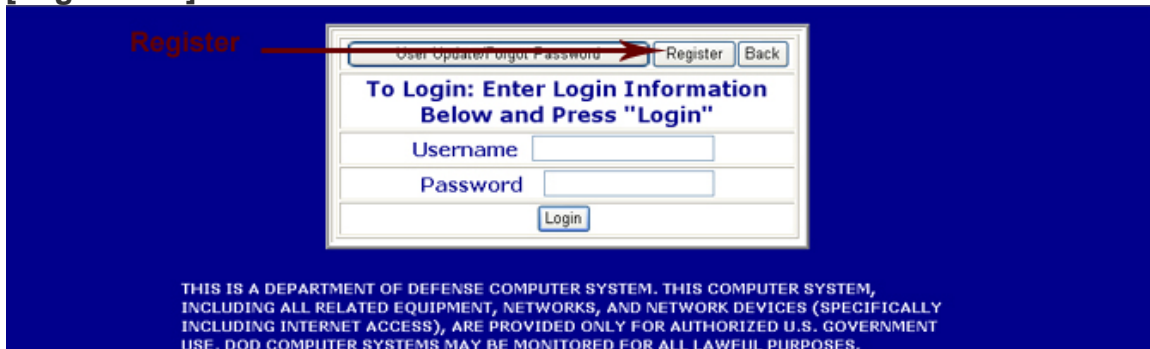 Register
User Update/Forgot Password Register Back
To Login: Enter Login Information
Below and Press "Login"
Username
Password
Login
THIS IS A DEPARTMENT OF DEFENSE COMPUTER SYSTEM. THIS COMPUTER SYSTEM,
INCLUDING ALL RELATED EQUIPMENT, NETWORKS, AND NETWORK DEVICES (SPECIFICALLY
INCLUDING INTERNET ACCESS), ARE PROVIDED ONLY FOR AUTHORIZED U.S. GOVERNMENT
USE. DOD COMPUTER SYSTEMS MAY BE MONITORED FOR ALL LAWFUL PURPOSES,